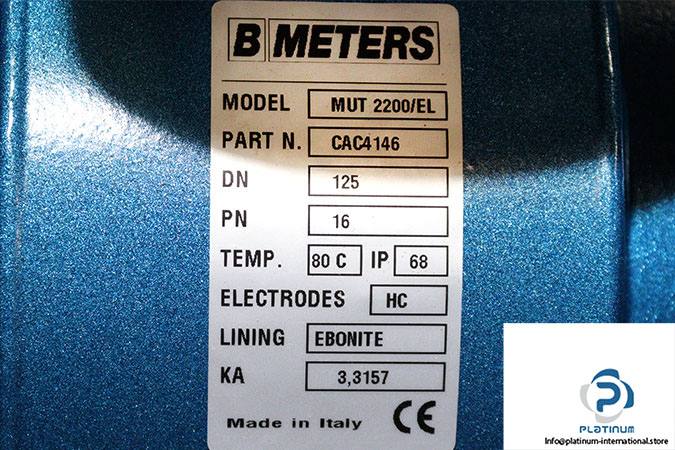 B METERS
MODEL MUT 2200/EL
PART N. CAC4146
DN 125
PN 16
TEMP. 80 C IP 68
ELECTRODES HC
LINING EBONITE
KA 3,3157
Made in Italy CE
PLATINUM
Info@platinum-international.store